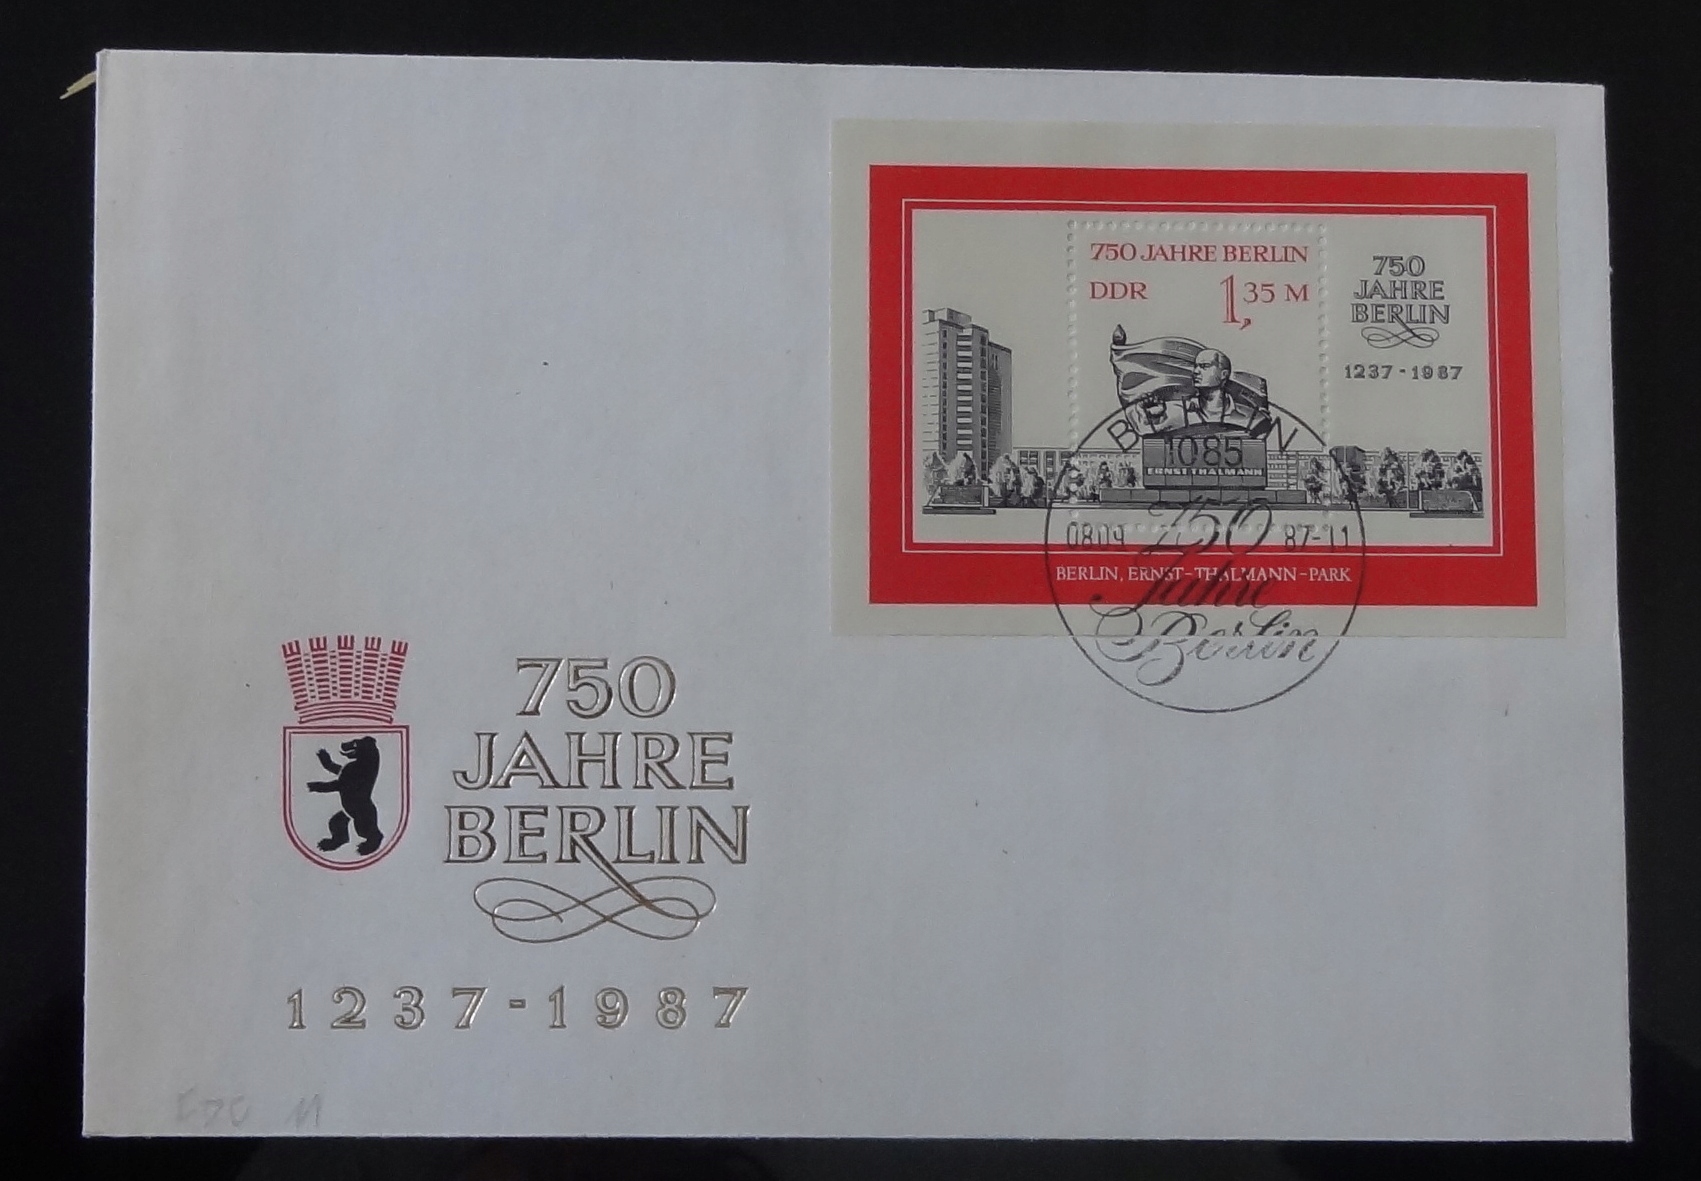 750 JAHRE BERLIN
DDR 1,35 M
750
JAHRE
BERLIN
1237-1987
ERNST THÄLMANN
BERLIN
1085
0809 87-11
750
Jahre
Berlin
BERLIN, ERNST-THÄLMANN-PARK
750
JAHRE
BERLIN
1237-1987